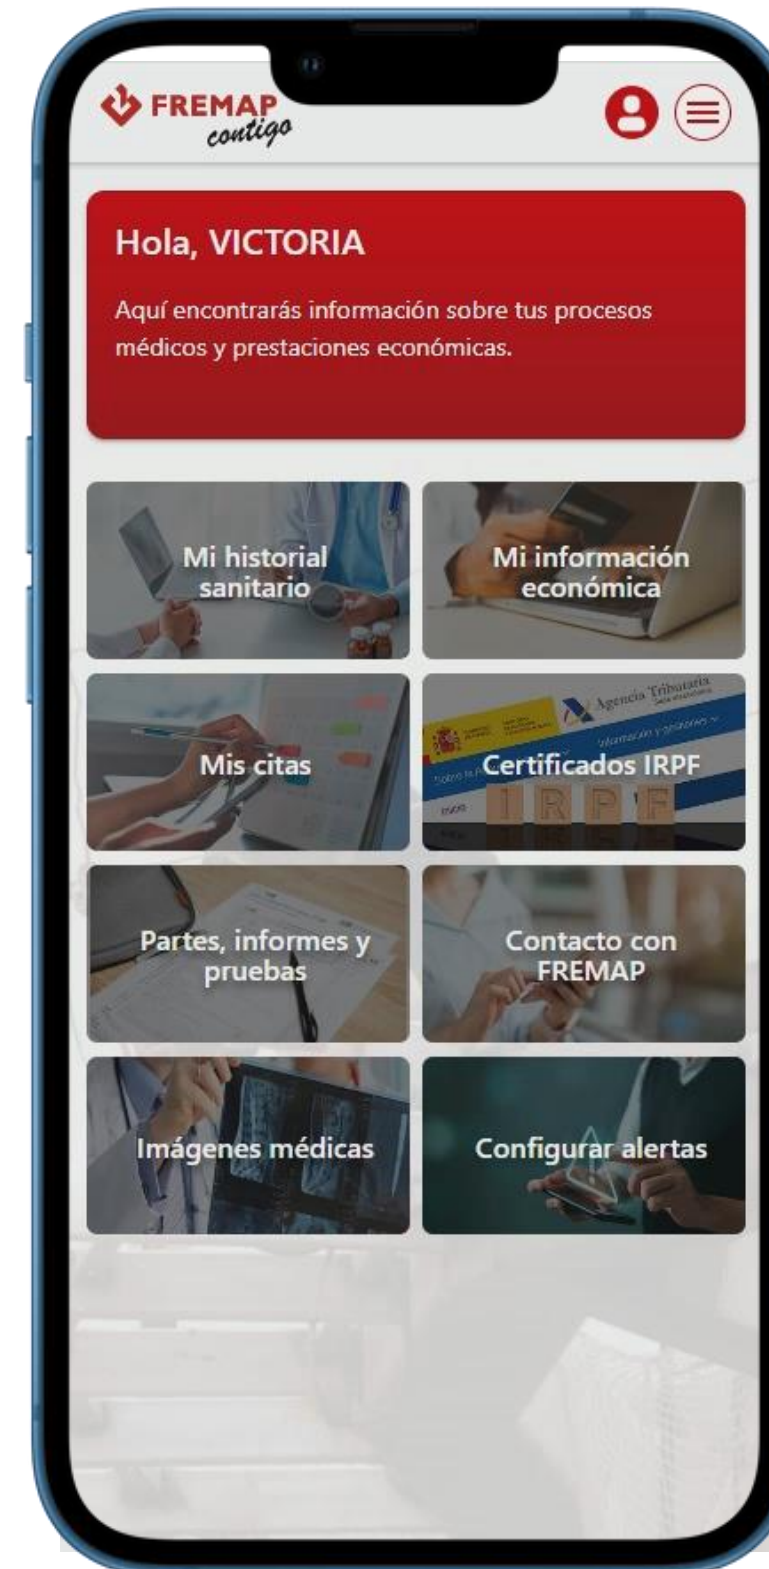 FREMAP
contigo
Hola, VICTORIA
Aquí encontrarás información sobre tus procesos
médicos y prestaciones económicas.
Mi historial
sanitario
Mi información
económica
Mis citas
Agencia Tributaria
Certificados IRPF
Inicio
I R P F
Partes, informes y
pruebas
Contacto con
FREMAP
Imágenes médicas
Configurar alertas